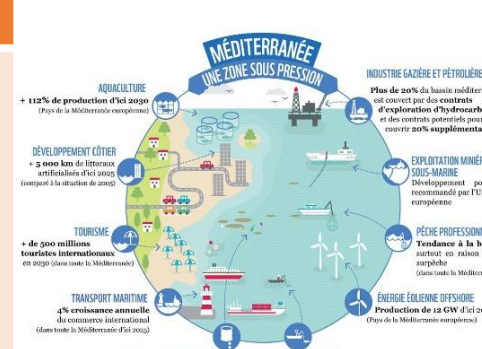 MÉDITERRANÉE
UNE ZONE SOUS PRESSION
AQUACULTURE
+ 112% de production d'ici 2030
(Pays de la Méditerranée européenne)
DÉVELOPPEMENT CÔTIER
+ 5 000 km de littoraux
artificialisés d'ici 2025
(comparé à la situation de 2005)
TOURISME
+ de 500 millions
touristes internationaux
en 2030 (dans toute la Méditerranée)
TRANSPORT MARITIME
4% croissance annuelle
du commerce international
(dans toute la Méditerranée d'ici 2025)
INDUSTRIE GAZIÈRE ET PÉTROLIÈRE
Plus de 20% du bassin méditer
est couvert par des contrats
d'exploration d'hydrocarb
et des contrats potentiels pour
couvrir 20% supplémenta
EXPLOITATION MINIÈ
SOUS-MARINE
Développement po
recommandé par l'U
européenne
PÊCHE PROFESSIONN
Tendance à la b
surtout en raison
surpêche
(dans toute la Médite
ÉNERGIE ÉOLIENNE OFFSHORE
Production de 12 GW d'ici 20
(Pays de la Méditerranée européenne)